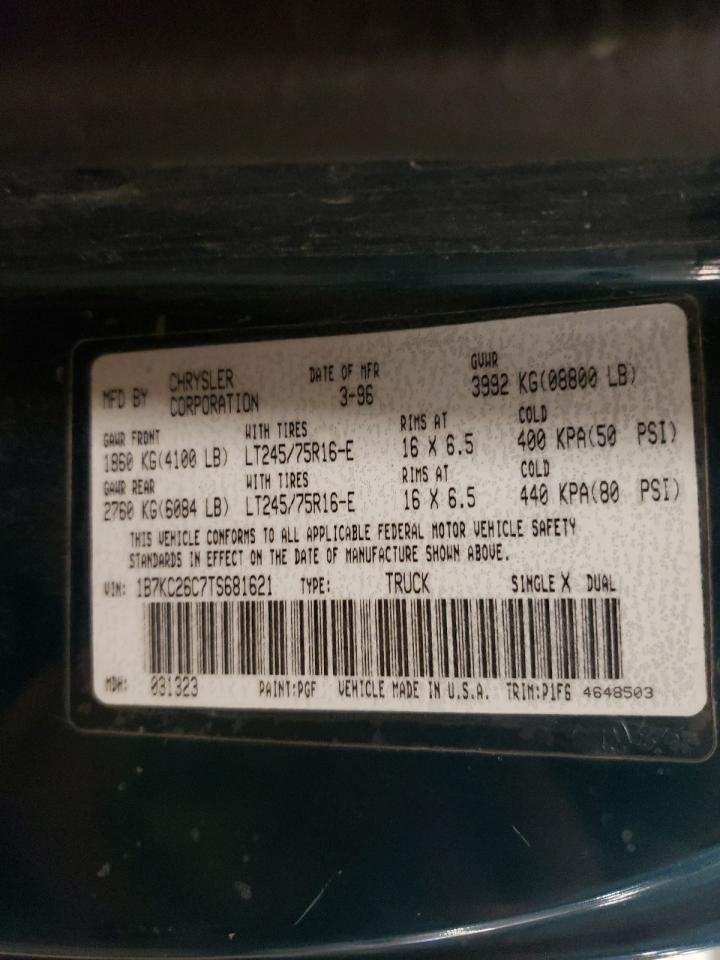 MFD BY CHRYSLER CORPORATION DATE OF MFR 3-96 GVWR 3992 KG(08800 LB)
GAWR FRONT WITH TIRES RIMS AT COLD
1860 KG(4100 LB) LT245/75R16-E 16 X 6.5 400 KPA(50 PSI)
GAWR REAR WITH TIRES RIMS AT COLD
2760 KG(6084 LB) LT245/75R16-E 16 X 6.5 440 KPA(80 PSI)
THIS VEHICLE CONFORMS TO ALL APPLICABLE FEDERAL MOTOR VEHICLE SAFETY
STANDARDS IN EFFECT ON THE DATE OF MANUFACTURE SHOWN ABOVE.
VIN: 1B7KC26C7TS681621 TYPE: TRUCK SINGLE X DUAL
MDH: 031323 PAINT:PGF VEHICLE MADE IN U.S.A. TRIM:P1F6 4648503